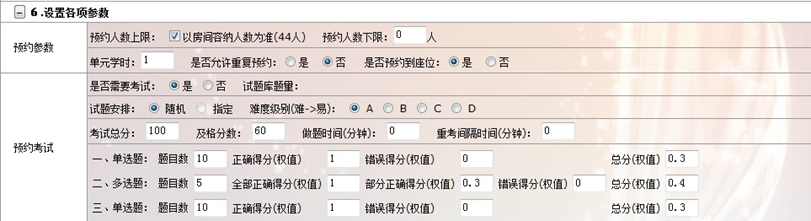 6.设置各项参数
预约参数
预约人数上限： 以房间容纳人数为准(44人) 预约人数下限： 0 人
单元学时： 1 是否允许重复预约： 是 否 是否预约到座位： 是 否
预约考试
是否需要考试： 是 否 试题库题量：
试题安排： 随机 指定 难度级别(难->易)： A B C D
考试总分： 100 及格分数： 60 做题时间(分钟)： 0 重考间隔时间(分钟)： 0
一、单选题： 题目数 10 正确得分(权值) 1 错误得分(权值) 0 总分(权值) 0.3
二、多选题： 题目数 5 全部正确得分(权值) 1 部分正确得分(权值) 0.3 错误得分(权值) 0 总分(权值) 0.4
三、单选题： 题目数 10 正确得分(权值) 1 错误得分(权值) 0 总分(权值) 0.3